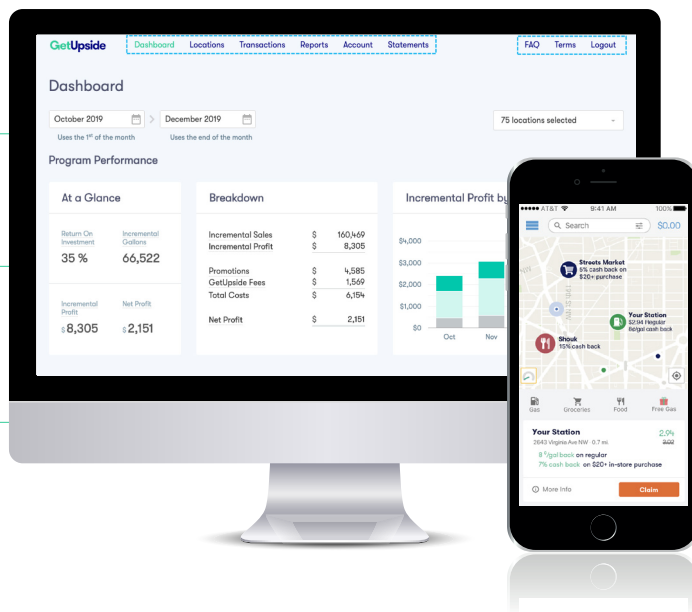 GetUpside Dashboard Locations Transactions Reports Account Statements FAQ Terms Logout
Dashboard
October 2019 > December 2019 75 locations selected
Uses the 1st of the month Uses the end of the month
Program Performance
At a Glance
Return On Investment
35 %
Incremental Gallons
66,522
Incremental Profit
$ 8,305
Net Profit
$ 2,151
Breakdown
Incremental Sales $ 160,469
Incremental Profit $ 8,305
Promotions $ 4,585
GetUpside Fees $ 1,569
Total Costs $ 6,154
Net Profit $ 2,151
Incremental Profit by
$4,000
$3,000
$2,000
$1,000
$0
Oct Nov
AT&T 9:41 AM 100%
Search $0.00
Streets Market
5% cash back on
$20+ purchase
19th St NW
Your Station
$2.94 Regular
8¢/gal cash back
Shouk
15% cash back
Gas Groceries Food Free Gas
Your Station 2.94
2643 Virginia Ave NW 0.7 mi. 3.02
8 ¢/gal back on regular
7% cash back on $20+ in-store purchase
More Info Claim